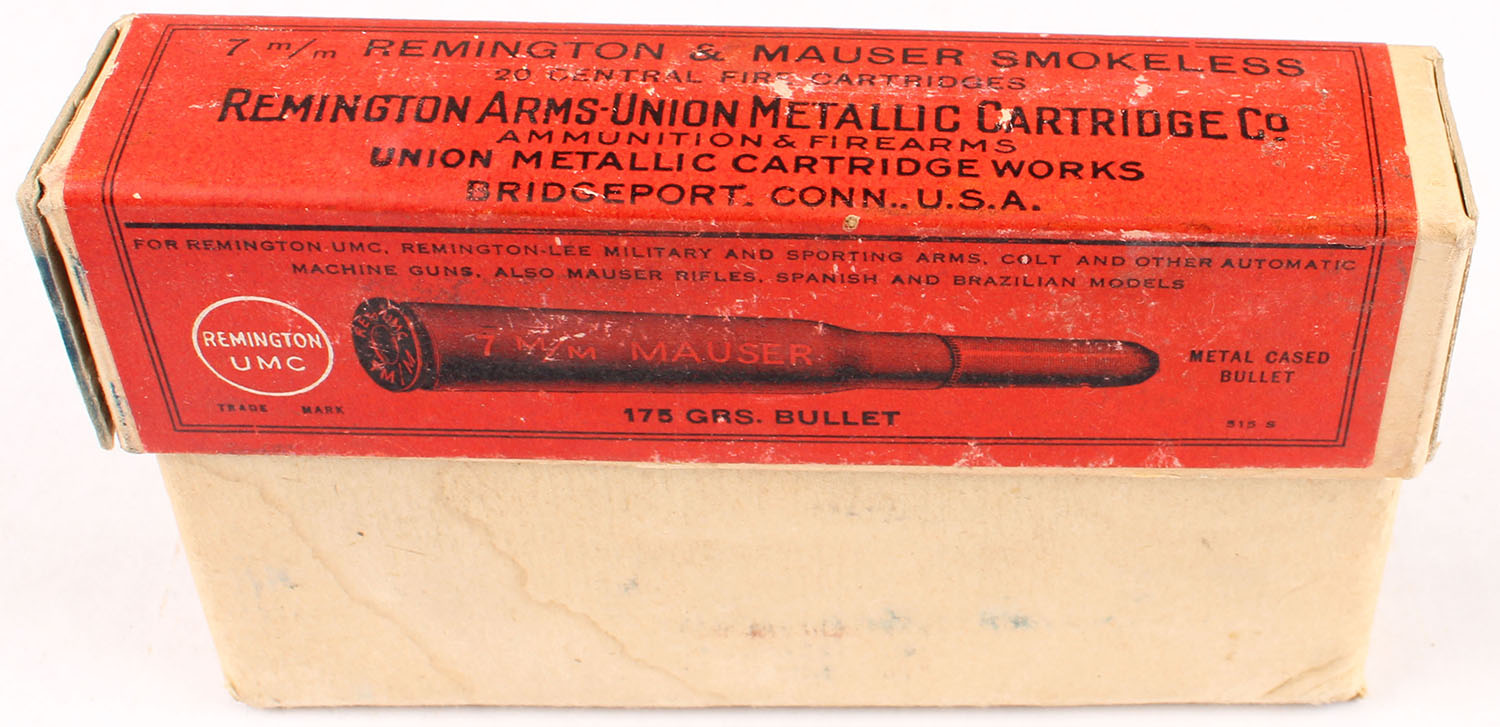 7 m/m REMINGTON & MAUSER SMOKELESS
20 CENTRAL FIRE CARTRIDGES
REMINGTON ARMS-UNION METALLIC CARTRIDGE Co.
AMMUNITION & FIREARMS
UNION METALLIC CARTRIDGE WORKS
BRIDGEPORT. CONN., U.S.A.
FOR REMINGTON-UMC, REMINGTON-LEE MILITARY AND SPORTING ARMS, COLT AND OTHER AUTOMATIC
MACHINE GUNS, ALSO MAUSER RIFLES, SPANISH AND BRAZILIAN MODELS
REMINGTON
UMC
TRADE MARK
7 M/M MAUSER
METAL CASED
BULLET
175 GRS. BULLET
515 S